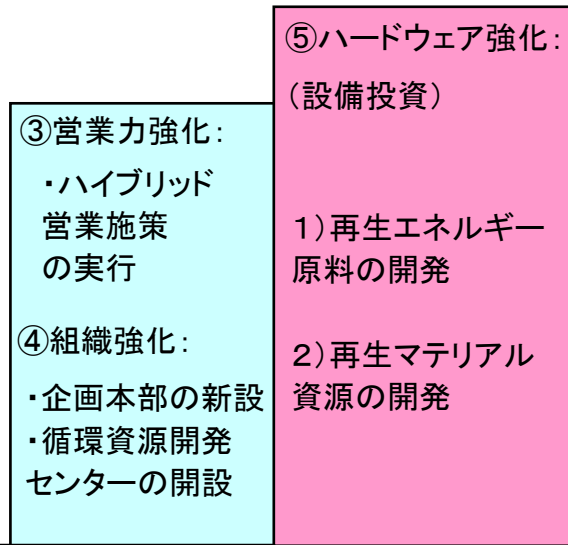 ③営業力強化：
・ハイブリッド
営業施策
の実行
④組織強化：
・企画本部の新設
・循環資源開発
センターの開設
⑤ハードウェア強化：
（設備投資）
１）再生エネルギー
原料の開発
２）再生マテリアル
資源の開発